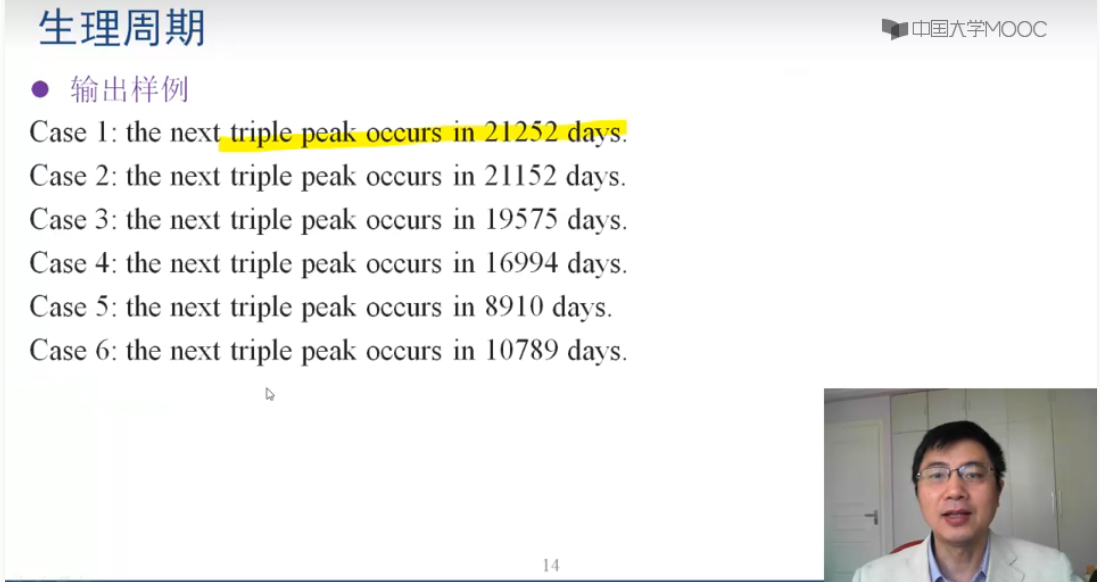 生理周期
中国大学MOOC
输出样例
Case 1: the next triple peak occurs in 21252 days.
Case 2: the next triple peak occurs in 21152 days.
Case 3: the next triple peak occurs in 19575 days.
Case 4: the next triple peak occurs in 16994 days.
Case 5: the next triple peak occurs in 8910 days.
Case 6: the next triple peak occurs in 10789 days.
14